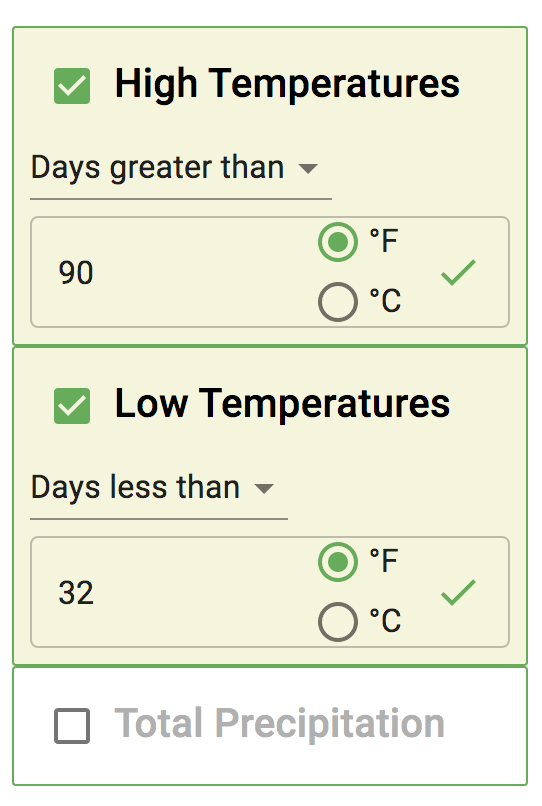 High Temperatures
Days greater than
°F
90
°C
Low Temperatures
Days less than
°F
32
°C
Total Precipitation